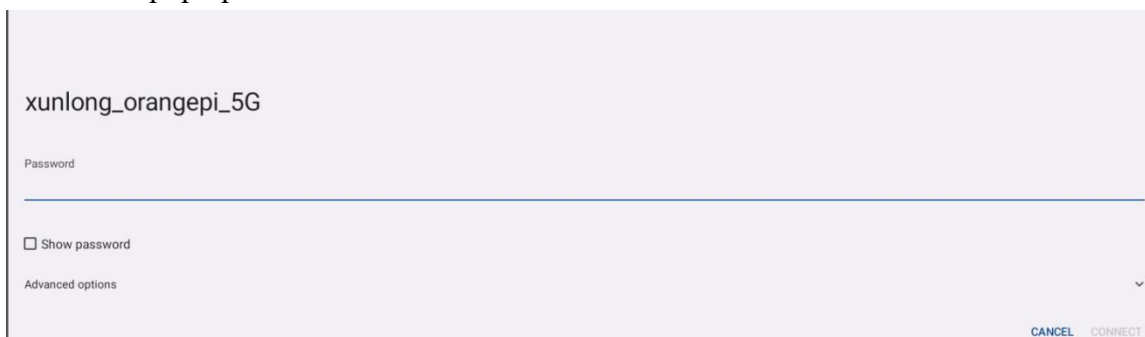 xunlong_orangepi_5G
Password
Show password
Advanced options
CANCEL CONNECT